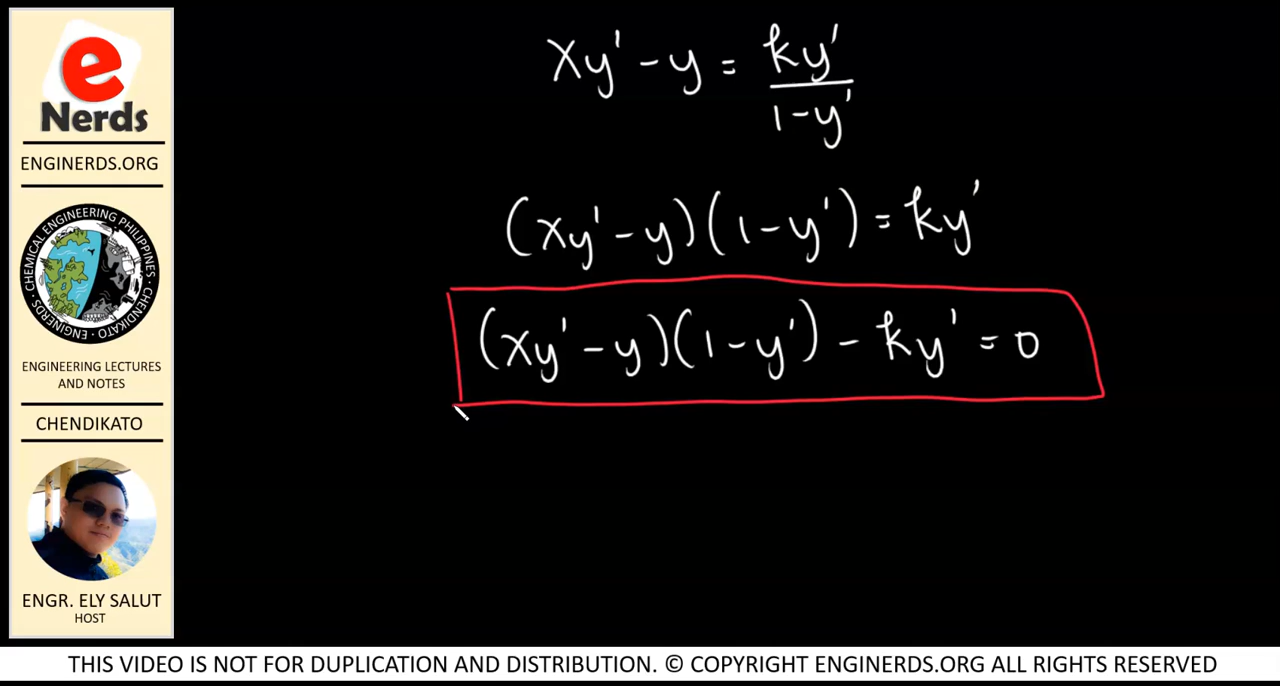 e
Nerds
ENGINERDS.ORG
CHEMICAL ENGINEERING PHILIPPINES · CHENDIKATO · ENGINERDS ·
ENGINEERING LECTURES
AND NOTES
CHENDIKATO
ENGR. ELY SALUT
HOST
xy' - y = ky' / 1 - y'
(xy' - y)(1 - y') = ky'
(xy' - y)(1 - y') - ky' = 0
THIS VIDEO IS NOT FOR DUPLICATION AND DISTRIBUTION. © COPYRIGHT ENGINERDS.ORG ALL RIGHTS RESERVED